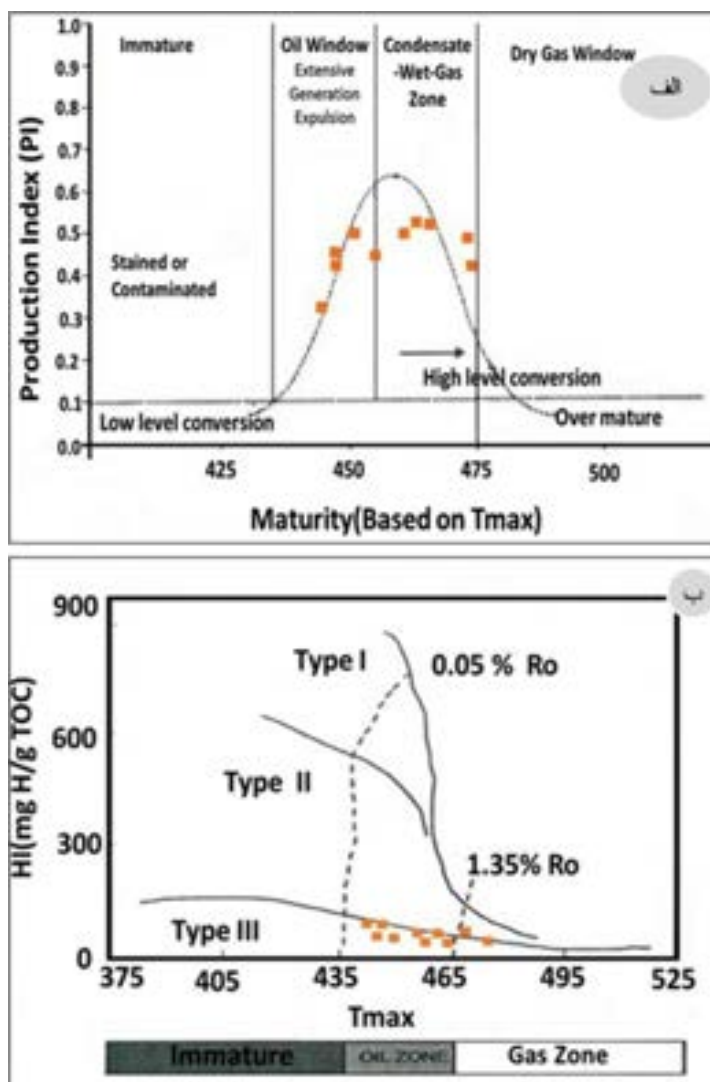 1.0
0.9
0.8
0.7
0.6
0.5
0.4
0.3
0.2
0.1
0.0
Production Index (PI)
Immature
Oil Window
Extensive
Generation
Expulsion
Condensate
-Wet-Gas
Zone
Dry Gas Window
الف
Stained or
Contaminated
High level conversion
Low level conversion
Over mature
425
450
475
500
Maturity(Based on Tmax)
ب
900
600
300
0
HI(mg H/g TOC)
Type I
0.05 % Ro
Type II
1.35% Ro
Type III
375
405
435
465
495
525
Tmax
Immature
OIL ZONE
Gas Zone